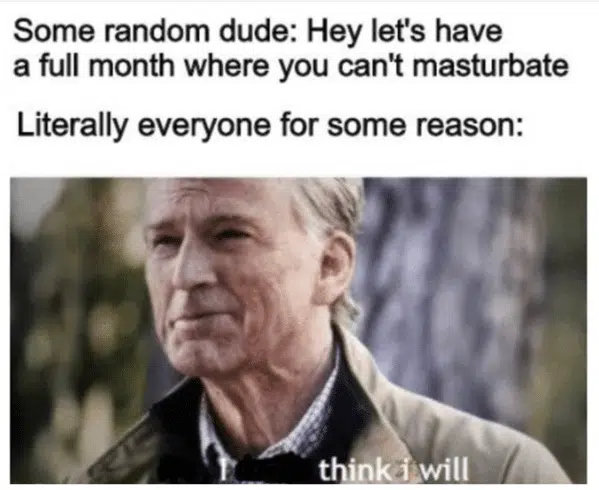 Some random dude: Hey let's have
a full month where you can't masturbate
Literally everyone for some reason:
I think i will